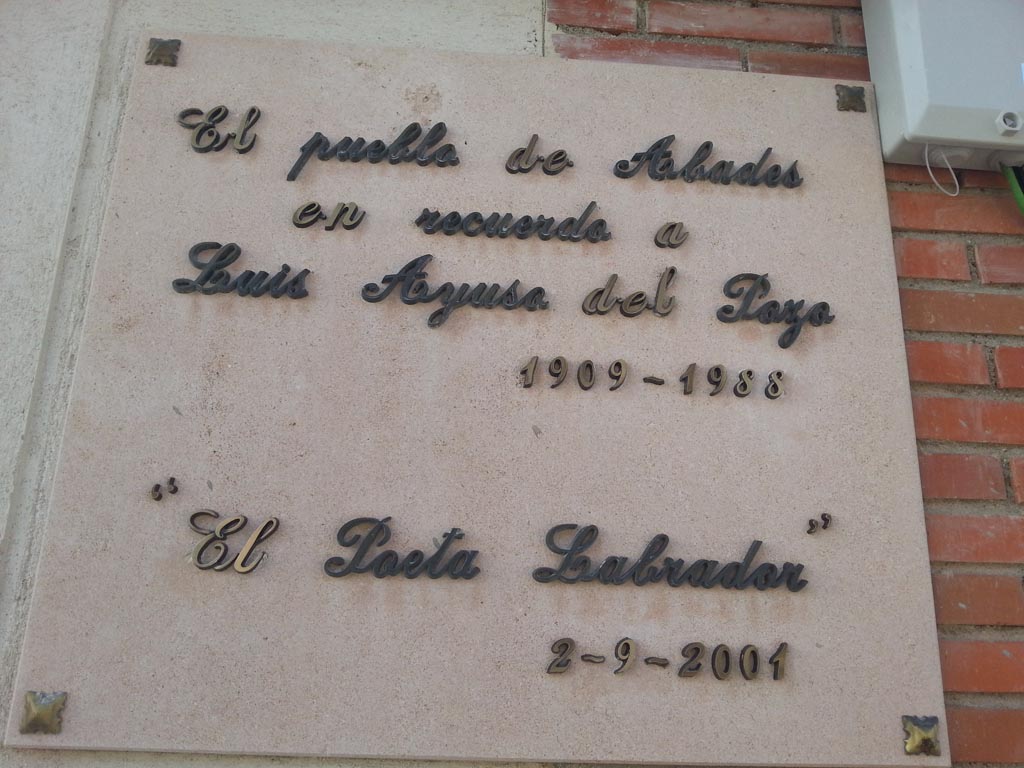 El pueblo de Abades
en recuerdo a
Luis Ayuso del Pozo
1909-1988
"El Poeta Labrador"
2-9-2001